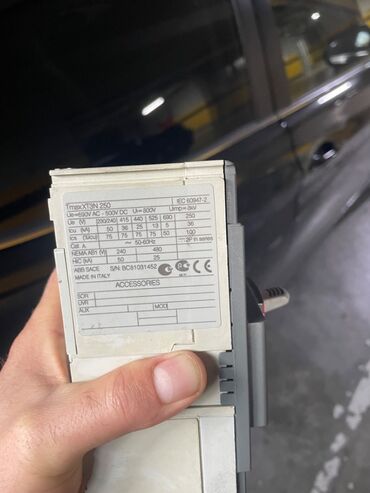 Tmax XT3N 250 IEC 60947-2
Ue=690V AC - 500V DC Ui=800V Uimp=8kV
Ue (V) (230/240) 415 440 525 690 250
Icu (kA) 50 36 25 13 5 36
Ics (%Icu) 75 75 75 75 50 100
Cat A ~ 50-60Hz 2P in series
NEMA AB1 (V) 240 480
HIC (kA) 50 25
ABB SACE S/N: BC61031452
MADE IN ITALY
ACCESSORIES
SOR
UVR
AUX MOD